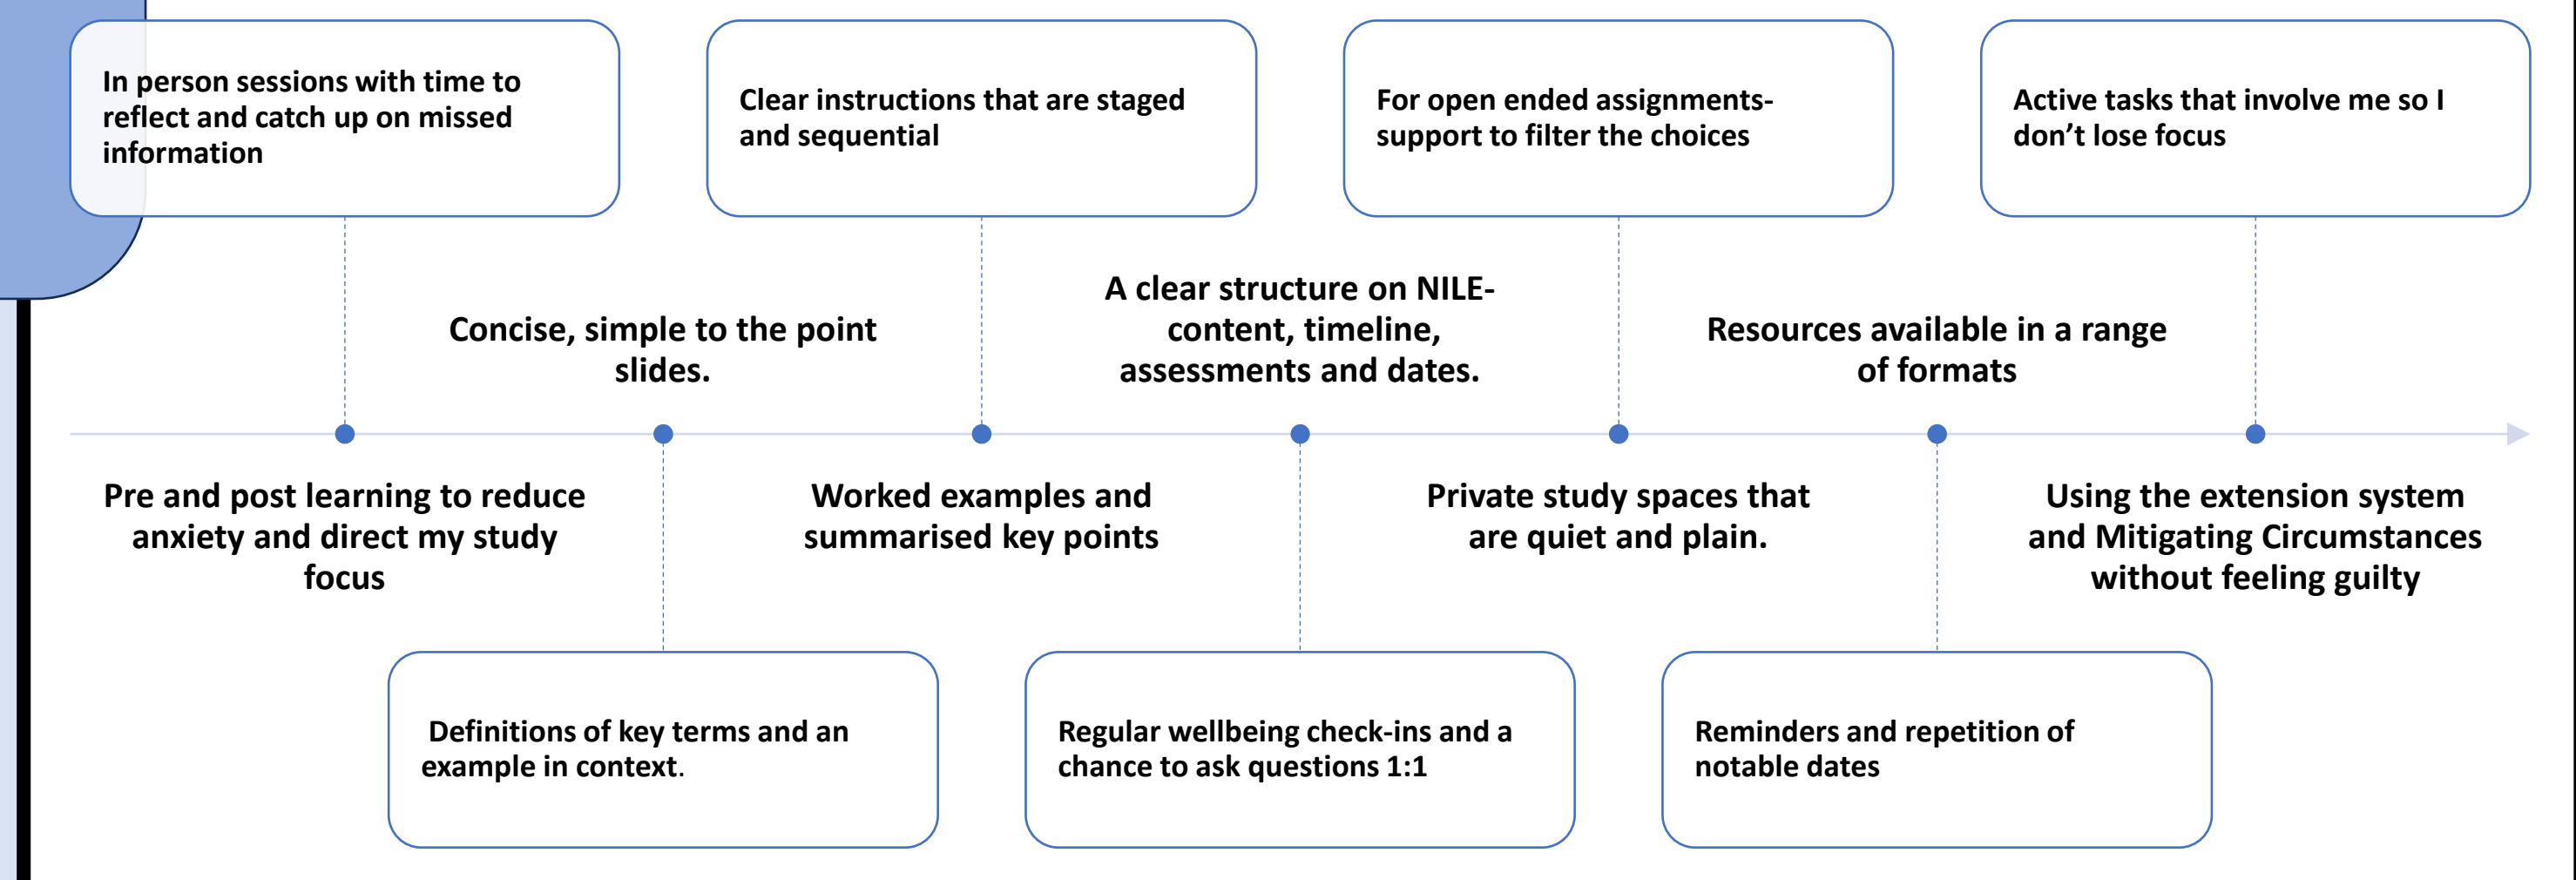 In person sessions with time to
reflect and catch up on missed
information
Clear instructions that are staged
and sequential
For open ended assignments-
support to filter the choices
Active tasks that involve me so I
don’t lose focus
Concise, simple to the point
slides.
A clear structure on NILE-
content, timeline,
assessments and dates.
Resources available in a range
of formats
Pre and post learning to reduce
anxiety and direct my study
focus
Worked examples and
summarised key points
Private study spaces that
are quiet and plain.
Using the extension system
and Mitigating Circumstances
without feeling guilty
Definitions of key terms and an
example in context.
Regular wellbeing check-ins and a
chance to ask questions 1:1
Reminders and repetition of
notable dates